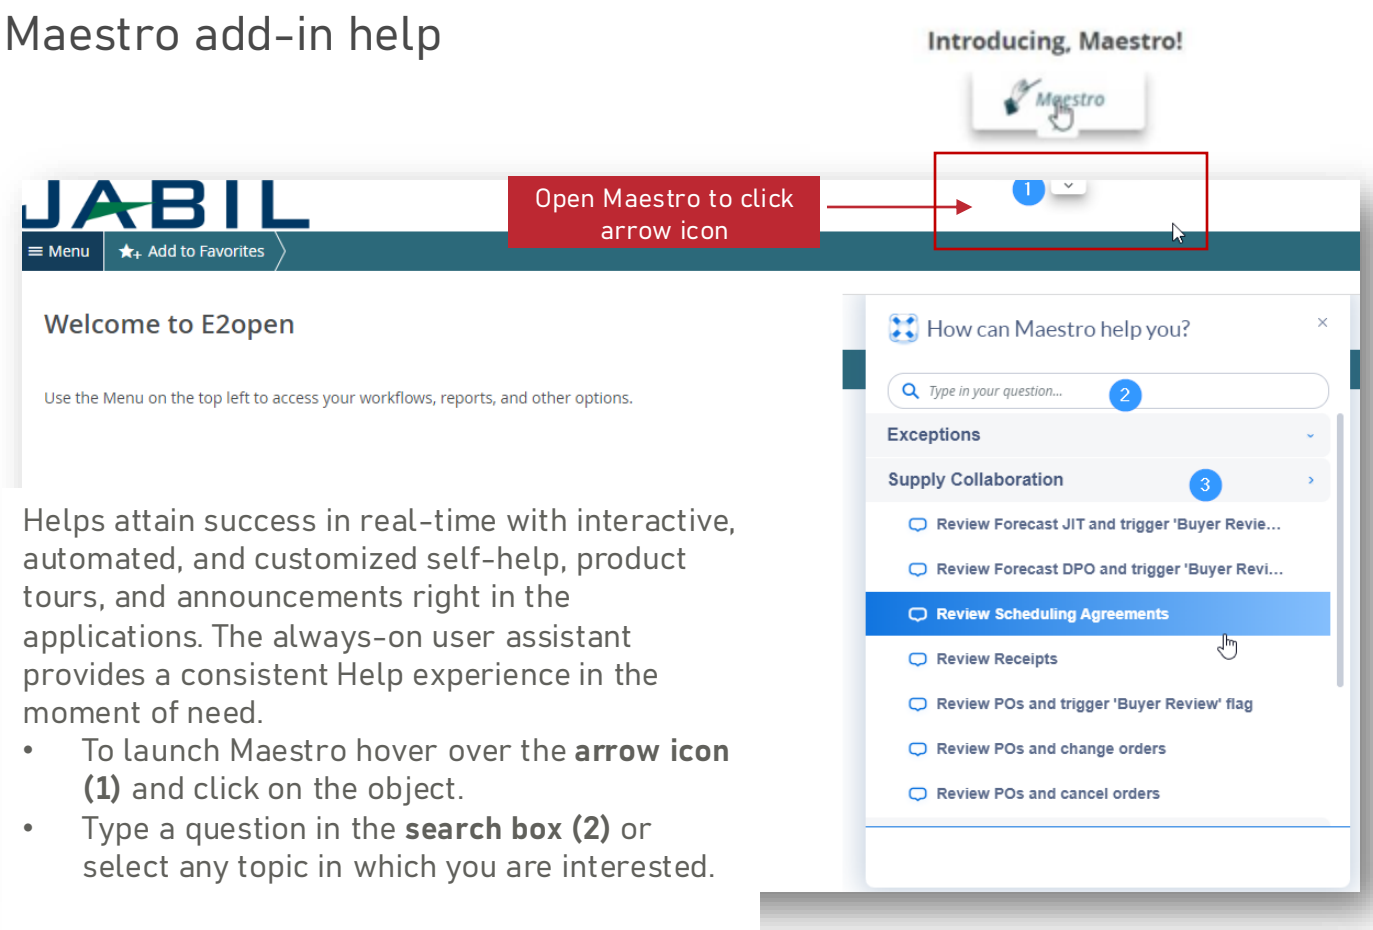 Maestro add-in help
Introducing, Maestro!
Maestro
JABIL
Open Maestro to click
arrow icon
1
Menu
Add to Favorites
Welcome to E2open
Use the Menu on the top left to access your workflows, reports, and other options.
How can Maestro help you?
Type in your question...
2
Exceptions
Supply Collaboration
3
Review Forecast JIT and trigger 'Buyer Revie...
Review Forecast DPO and trigger 'Buyer Revi...
Review Scheduling Agreements
Review Receipts
Review POs and trigger 'Buyer Review' flag
Review POs and change orders
Review POs and cancel orders
Helps attain success in real-time with interactive,
automated, and customized self-help, product
tours, and announcements right in the
applications. The always-on user assistant
provides a consistent Help experience in the
moment of need.
• To launch Maestro hover over the arrow icon
(1) and click on the object.
• Type a question in the search box (2) or
select any topic in which you are interested.